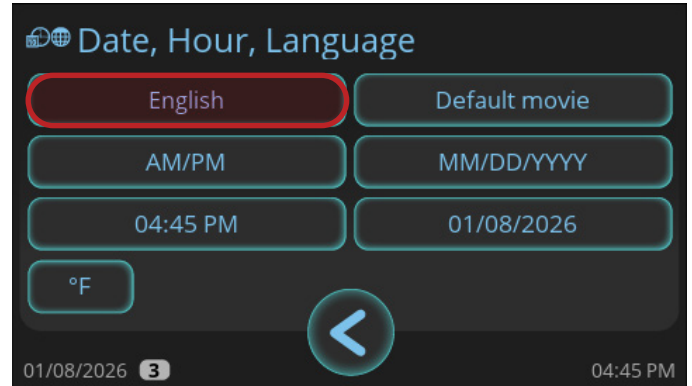 Date, Hour, Language
English Default movie
AM/PM MM/DD/YYYY
04:45 PM 01/08/2026
°F
01/08/2026 3 04:45 PM